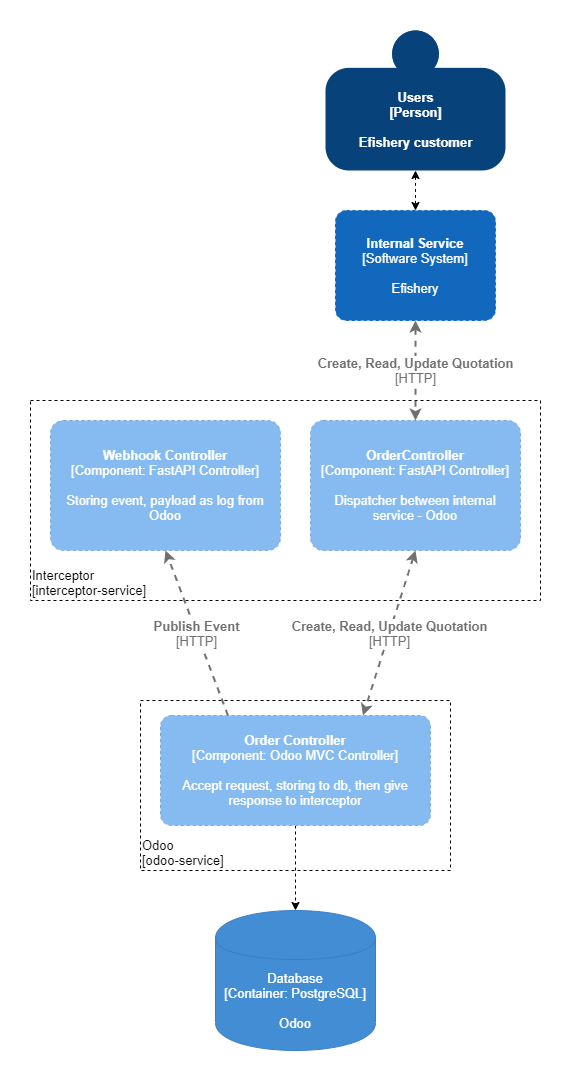 Users
[Person]
Efishery customer
Internal Service
[Software System]
Efishery
Create, Read, Update Quotation
[HTTP]
Webhook Controller
[Component: FastAPI Controller]
Storing event, payload as log from
Odoo
OrderController
[Component: FastAPI Controller]
Dispatcher between internal
service - Odoo
Interceptor
[interceptor-service]
Publish Event
[HTTP]
Create, Read, Update Quotation
[HTTP]
Order Controller
[Component: Odoo MVC Controller]
Accept request, storing to db, then give
response to interceptor
Odoo
[odoo-service]
Database
[Container: PostgreSQL]
Odoo